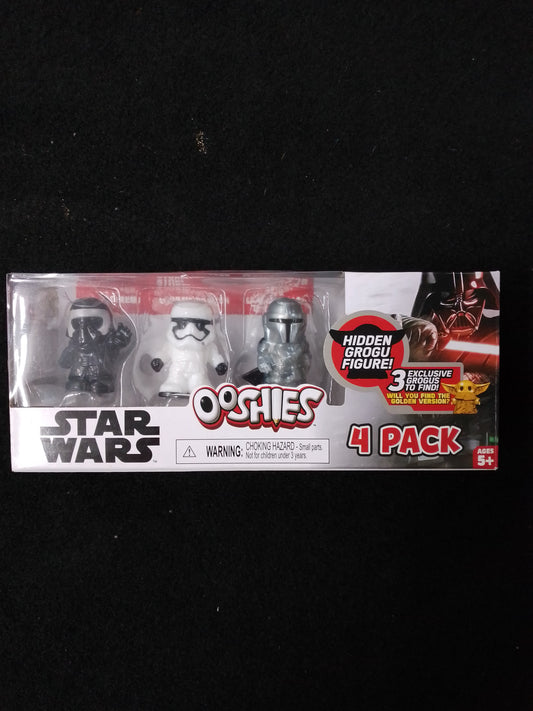 HIDDEN
GROGU
FIGURE!
3 EXCLUSIVE
GROGUS
TO FIND!
WILL YOU FIND THE
GOLDEN VERSION?
STAR
WARS
OOSHIES
4 PACK
WARNING: CHOKING HAZARD - Small parts.
Not for children under 3 years.
AGES
5+